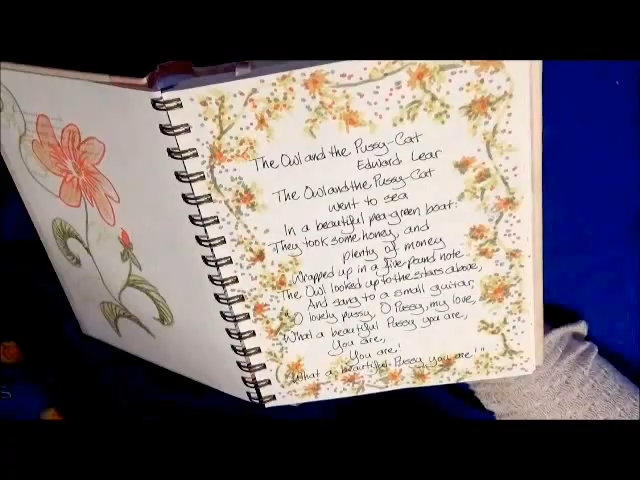 The Owl and the Pussy-Cat
Edward Lear
The Owl and the Pussy-Cat
went to sea
In a beautiful pea-green boat:
They took some honey, and
plenty of money
Wrapped up in a five-pound note
The Owl looked up to the stars above,
And sang to a small guitar,
"O lovely pussy, O Pussy, my love,
What a beautiful Pussy you are,
You are,
You are!
What a beautiful Pussy you are!"